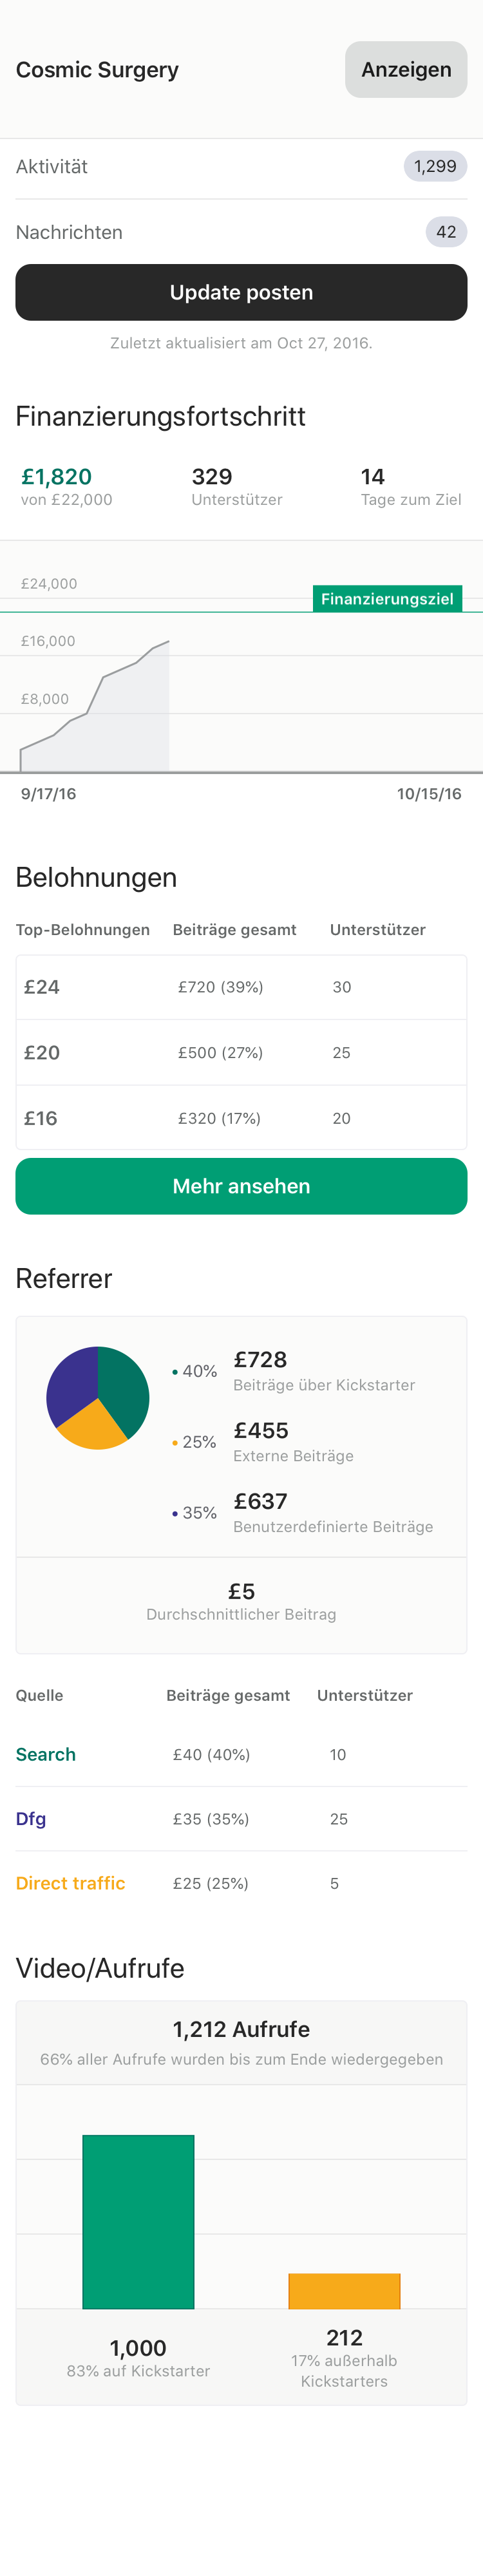 Cosmic Surgery
Anzeigen
Aktivität
1,299
Nachrichten
42
Update posten
Zuletzt aktualisiert am Oct 27, 2016.
Finanzierungsfortschritt
£1,820 329 14
von £22,000 Unterstützer Tage zum Ziel
£24,000
Finanzierungsziel
£16,000
£8,000
9/17/16 10/15/16
Belohnungen
Top-Belohnungen Beiträge gesamt Unterstützer
£24 £720 (39%) 30
£20 £500 (27%) 25
£16 £320 (17%) 20
Mehr ansehen
Referrer
40% £728
Beiträge über Kickstarter
25% £455
Externe Beiträge
35% £637
Benutzerdefinierte Beiträge
£5
Durchschnittlicher Beitrag
Quelle Beiträge gesamt Unterstützer
Search £40 (40%) 10
Dfg £35 (35%) 25
Direct traffic £25 (25%) 5
Video/Aufrufe
1,212 Aufrufe
66% aller Aufrufe wurden bis zum Ende wiedergegeben
1,000
83% auf Kickstarter
212
17% außerhalb
Kickstarters